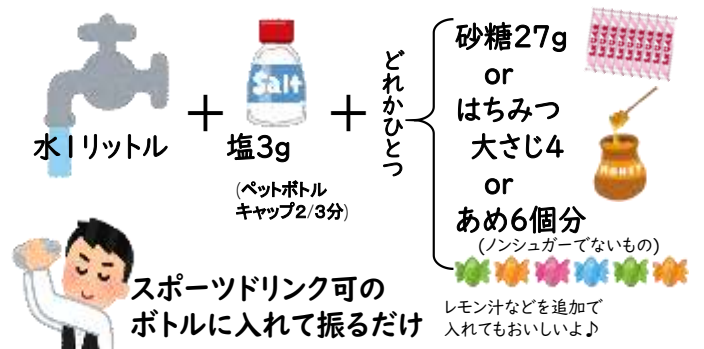 水1リットル
Salt
塩3g
(ペットボトル
キャップ2/3分)
どれかひとつ
砂糖27g
or
はちみつ
大さじ4
or
あめ6個分
(ノンシュガーでないもの)
レモン汁などを追加で
入れてもおいしいよ♪
スポーツドリンク可の
ボトルに入れて振るだけ